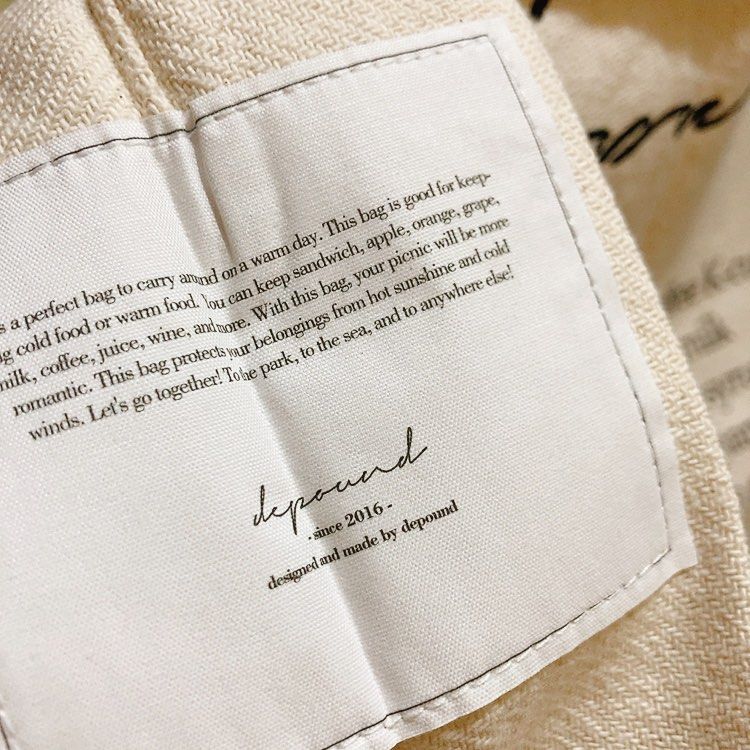 s a perfect bag to carry around on a warm day. This bag is good for keep-
g cold food or warm food. You can keep sandwich, apple, orange, grape,
milk, coffee, juice, wine, and more. With this bag, your picnic will be more
romantic. This bag protects your belongings from hot sunshine and cold
winds. Let's go together! To the park, to the sea, and to anywhere else!
depound
- since 2016 -
designed and made by depound
milk